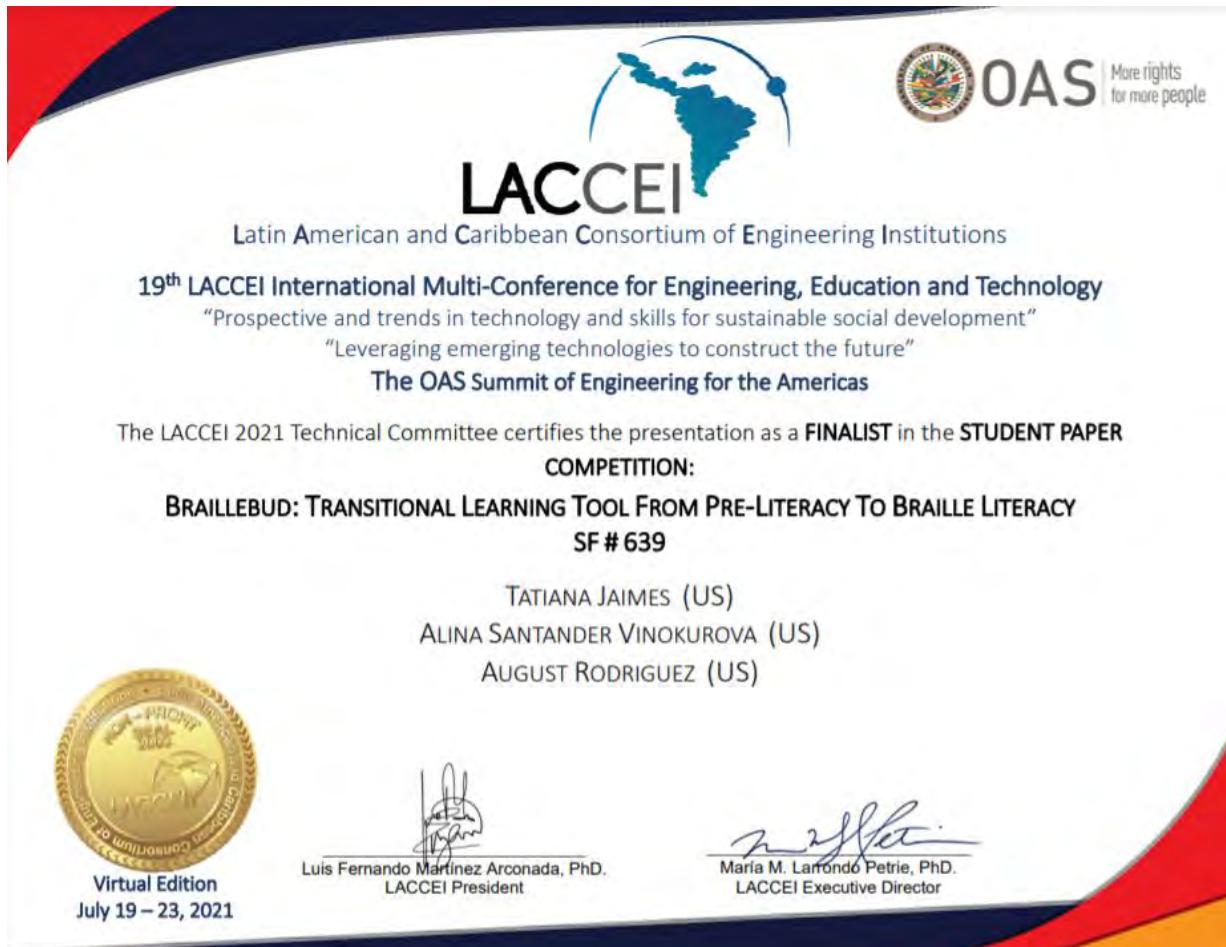 OAS
More rights
for more people
LACCEI
Latin American and Caribbean Consortium of Engineering Institutions
19th LACCEI International Multi-Conference for Engineering, Education and Technology
“Prospective and trends in technology and skills for sustainable social development”
“Leveraging emerging technologies to construct the future”
The OAS Summit of Engineering for the Americas
The LACCEI 2021 Technical Committee certifies the presentation as a FINALIST in the STUDENT PAPER
COMPETITION:
BRAILLEBUD: TRANSITIONAL LEARNING TOOL FROM PRE-LITERACY TO BRAILLE LITERACY
SF # 639
TATIANA JAIMES (US)
ALINA SANTANDER VINOKUROVA (US)
AUGUST RODRIGUEZ (US)
NON-PROFIT
SEAL
LACCEI
Virtual Edition
July 19 – 23, 2021
Luis Fernando Martínez Arconada, PhD.
LACCEI President
María M. Larrondo Petrie, PhD.
LACCEI Executive Director